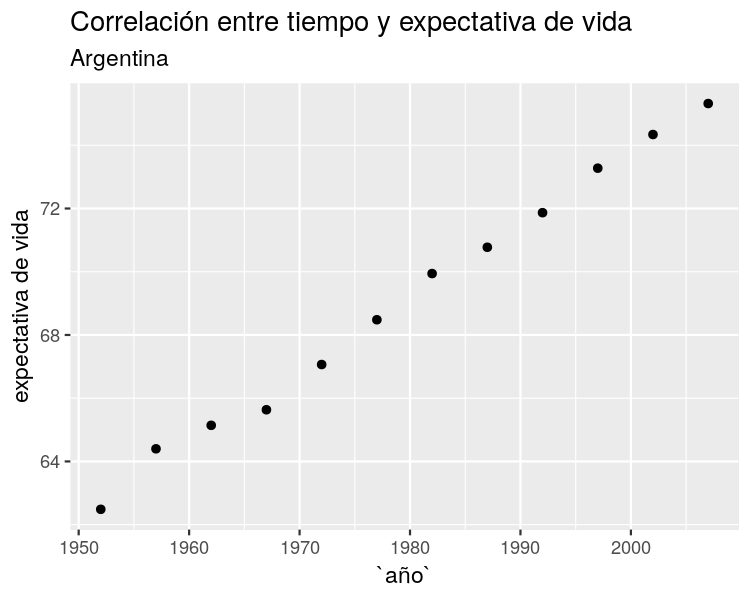 Correlación entre tiempo y expectativa de vida
Argentina
expectativa de vida
72
68
64
1950 1960 1970 1980 1990 2000
`año`